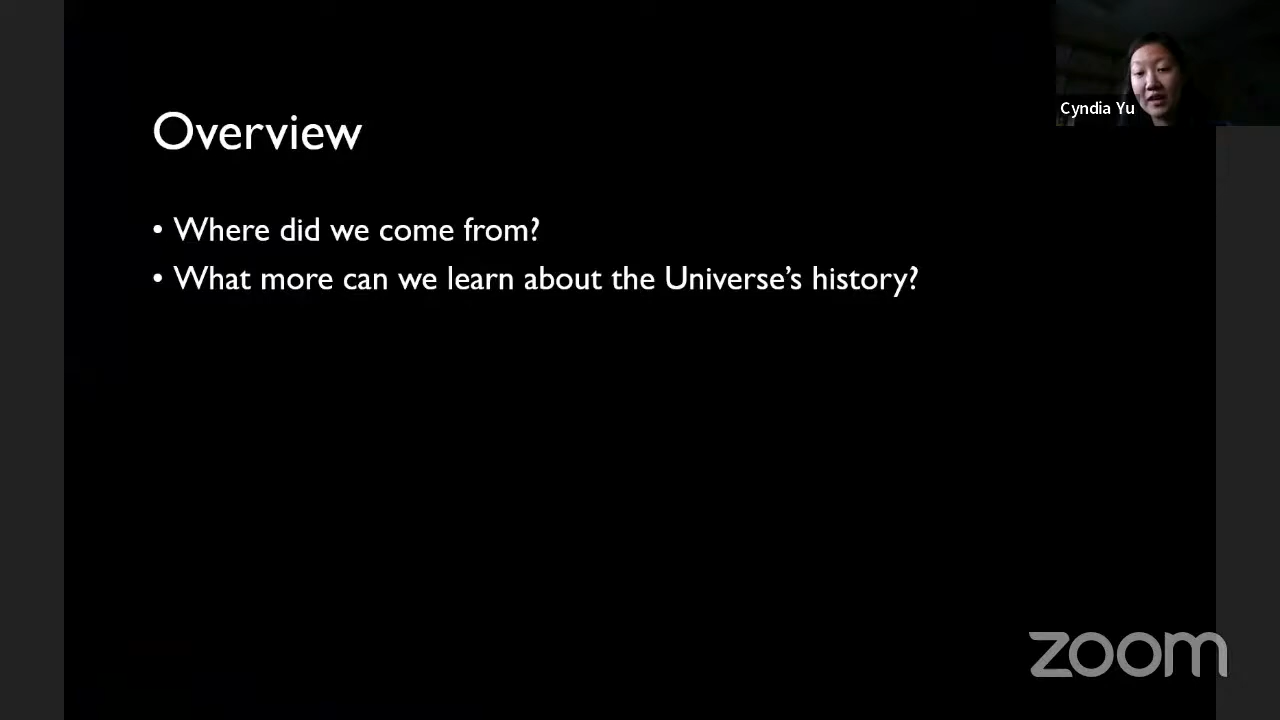 Cyndia Yu
Overview
• Where did we come from?
• What more can we learn about the Universe’s history?
zoom